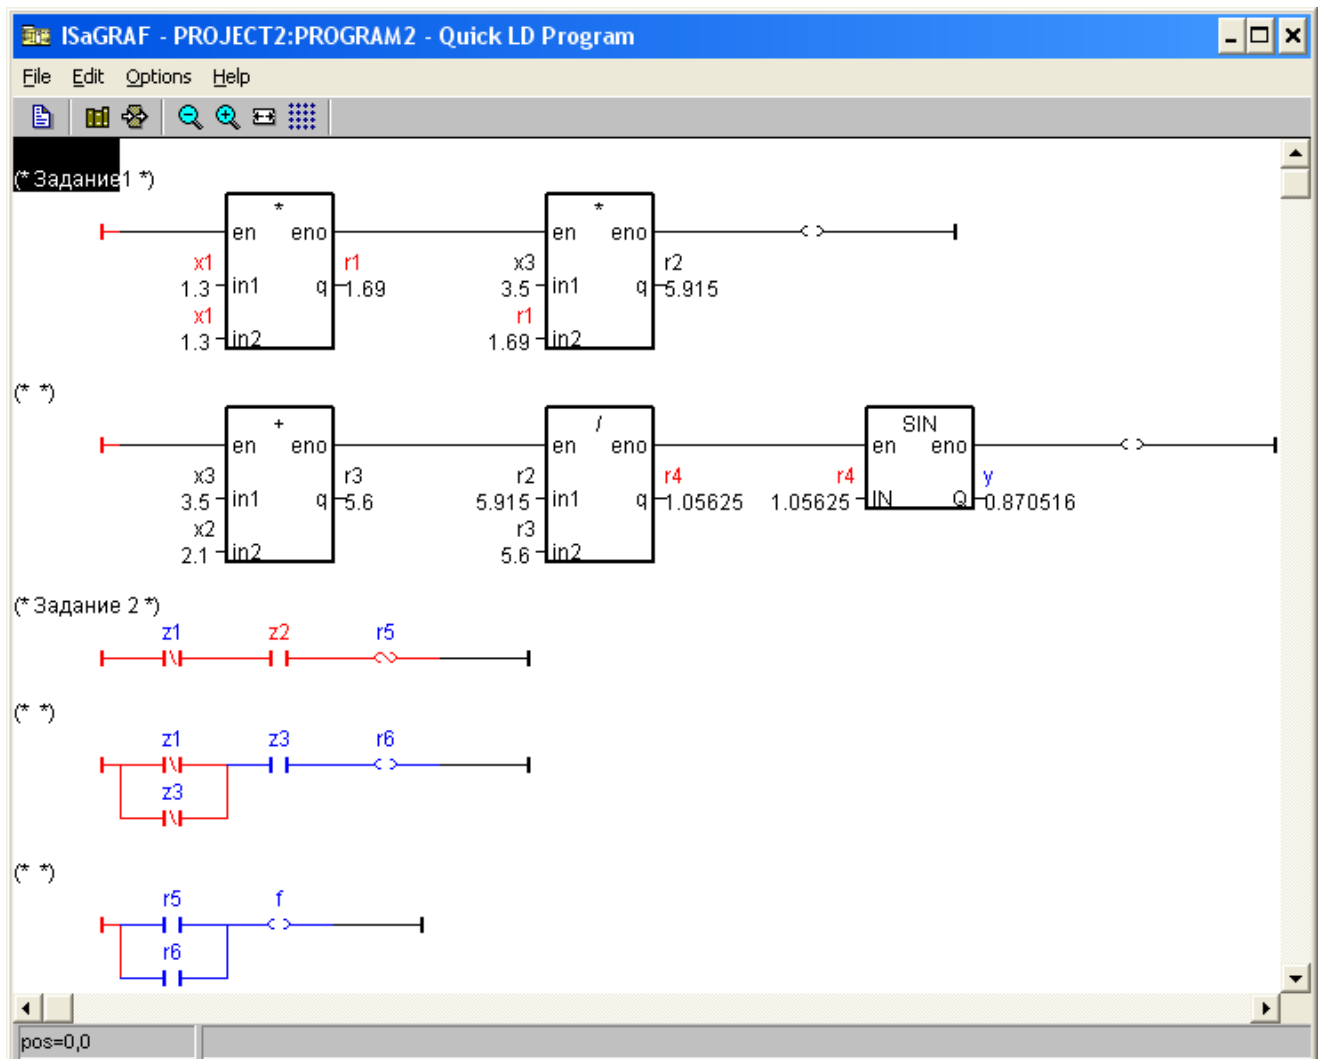 ISaGRAF - PROJECT2:PROGRAM2 - Quick LD Program
File Edit Options Help
(* Задание1 *)
* *
en eno en eno
x1 r1 x3 r2
1.3 in1 q 1.69 3.5 in1 q 5.915
x1 r1
1.3 in2 1.69 in2
(* *)
+ / SIN
en eno en eno en eno
x3 r3 r2 r4 r4 y
3.5 in1 q 5.6 5.915 in1 q 1.05625 1.05625 IN Q 0.870516
x2 r3
2.1 in2 5.6 in2
(* Задание 2 *)
z1 z2 r5
(* *)
z1 z3 r6
z3
(* *)
r5 f
r6
pos=0,0